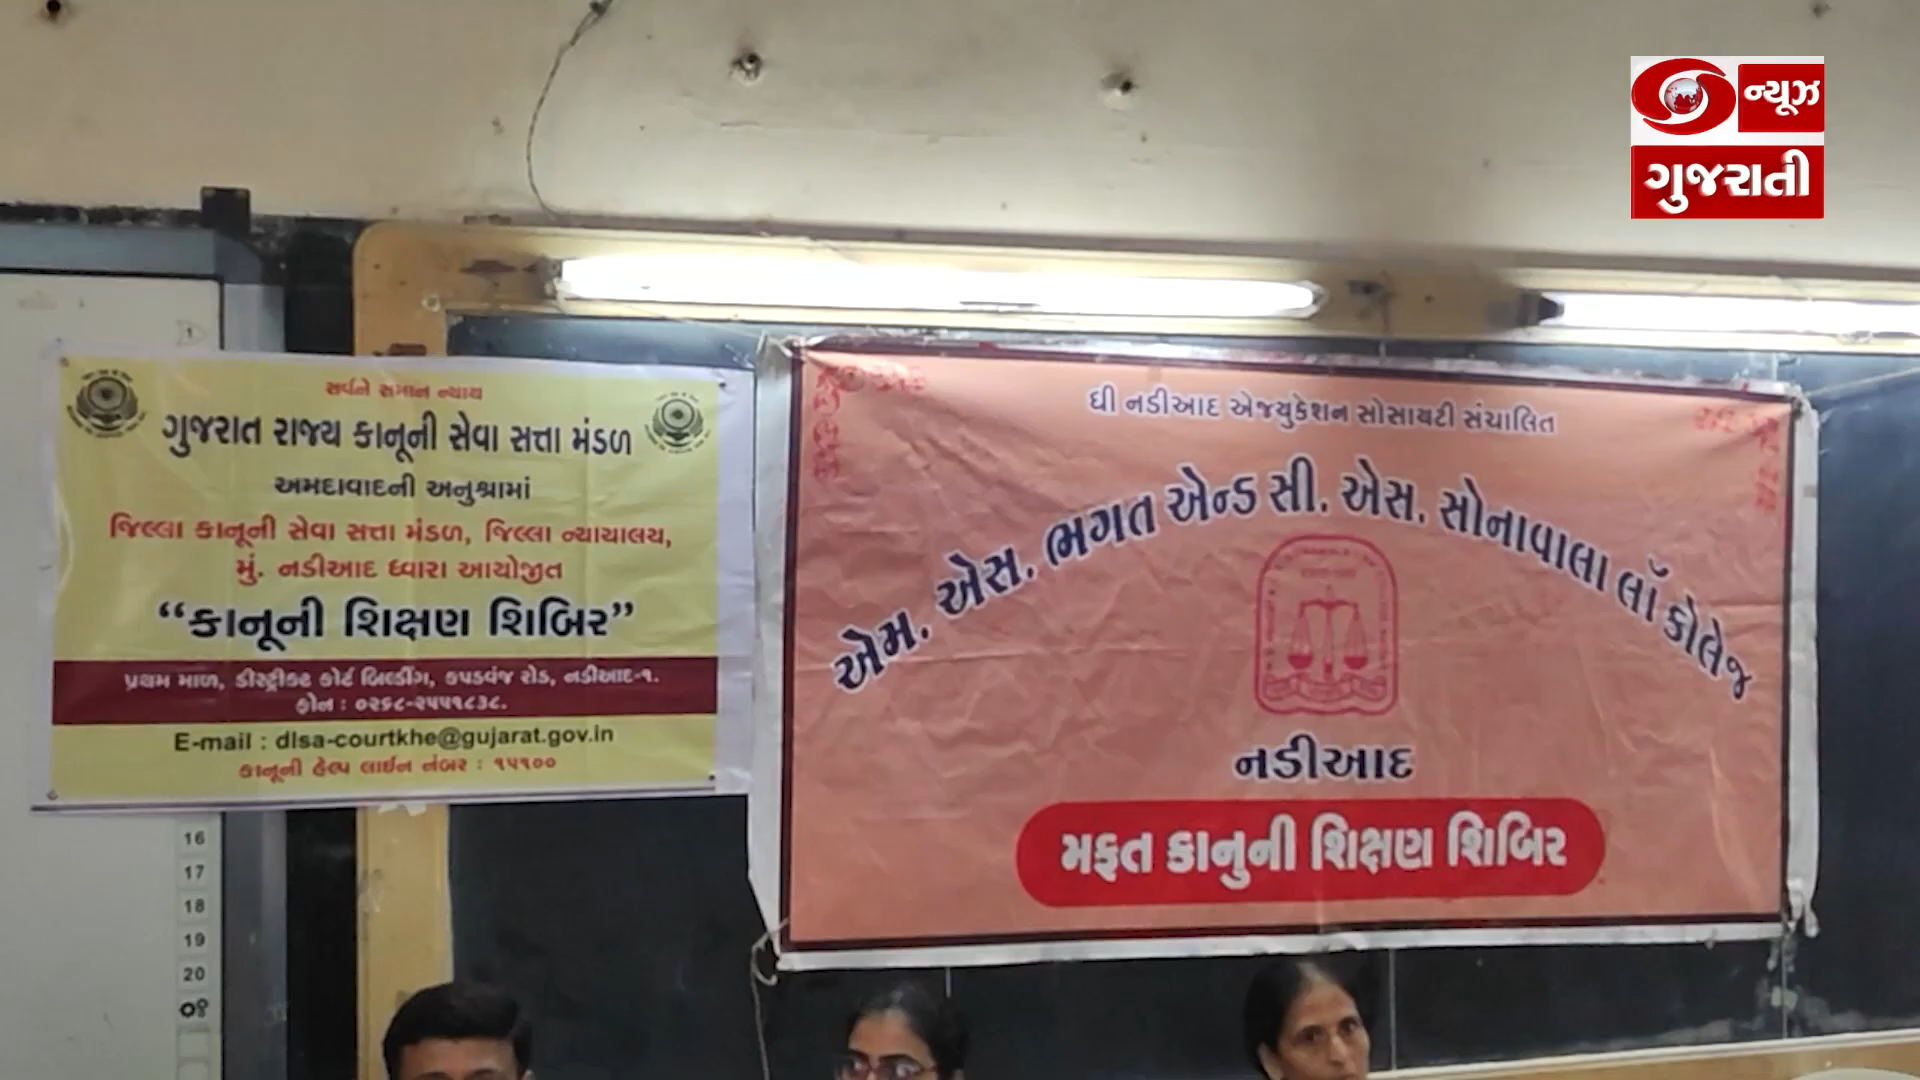 ન્યૂઝ
ગુજરાતી
સર્વને સમાન ન્યાય
ગુજરાત રાજ્ય કાનૂની સેવા સત્તા મંડળ
અમદાવાદની અનુશ્રામાં
જિલ્લા કાનૂની સેવા સત્તા મંડળ, જિલ્લા ન્યાયાલય,
મું. નડીઆદ ધ્વારા આયોજીત
“કાનૂની શિક્ષણ શિબિર”
પ્રથમ માળ, ડીસ્ટ્રીકટ કોર્ટ બિલ્ડીંગ, કપડવંજ રોડ, નડીઆદ-૧.
ફોન : ૦૨૬૮-૨૫૫૧૮૩૮.
E-mail : dlsa-courtkhe@gujarat.gov.in
કાનૂની હેલ્પ લાઈન નંબર : ૧૫૧૦૦
ધી નડીઆદ એજ્યુકેશન સોસાયટી સંચાલિત
એમ. એસ. ભગત એન્ડ સી. એસ. સોનાવાલા લૉ કોલેજ
નડીઆદ
મફત કાનુની શિક્ષણ શિબિર
1
16
17
18
19
20